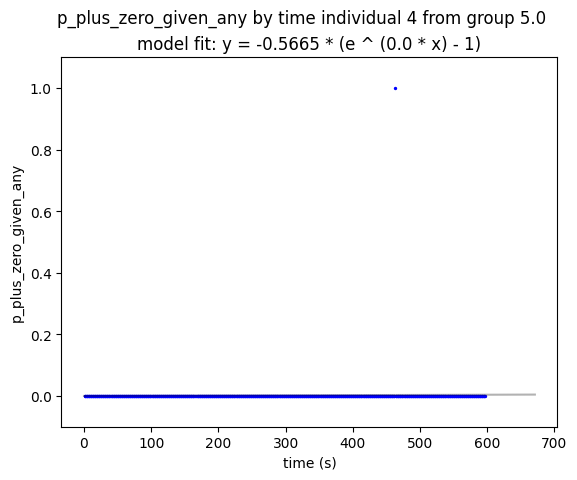 p_plus_zero_given_any by time individual 4 from group 5.0
model fit: y = -0.5665 * (e ^ (0.0 * x) - 1)
1.0
0.8
0.6
0.4
0.2
0.0
p_plus_zero_given_any
0 100 200 300 400 500 600 700
time (s)